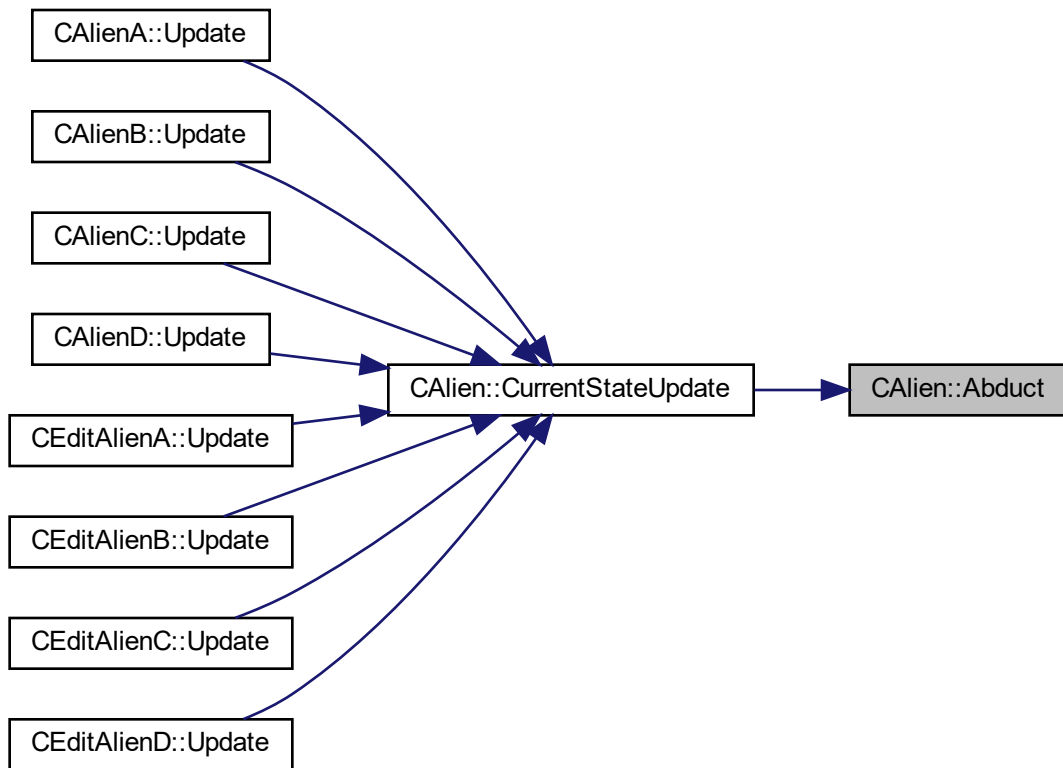 CAlienA::Update
CAlienB::Update
CAlienC::Update
CAlienD::Update
CAlien::CurrentStateUpdate
CAlien::Abduct
CEditAlienA::Update
CEditAlienB::Update
CEditAlienC::Update
CEditAlienD::Update